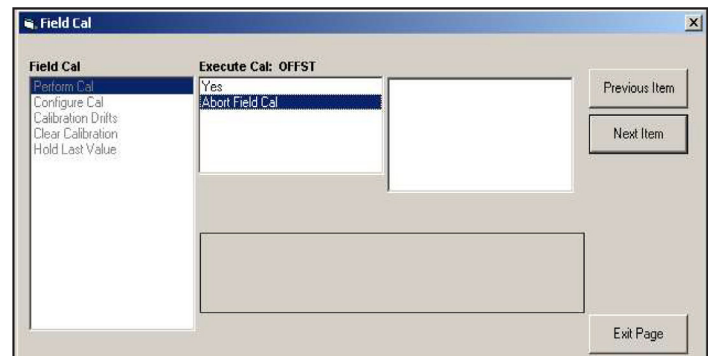 Field Cal
Field Cal
Execute Cal: OFFST
Perform Cal
Configure Cal
Calibration Drifts
Clear Calibration
Hold Last Value
Yes
Abort Field Cal
Previous Item
Next Item
Exit Page